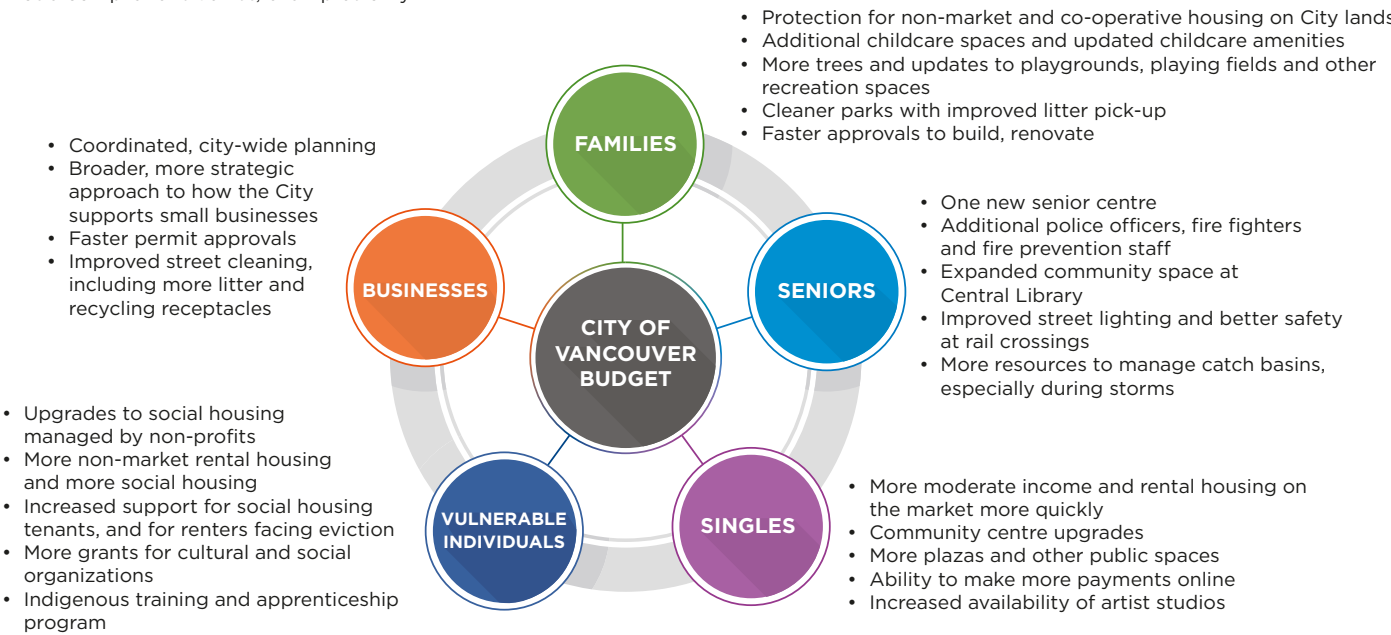 • Protection for non-market and co-operative housing on City lands
• Additional childcare spaces and updated childcare amenities
• More trees and updates to playgrounds, playing fields and other
recreation spaces
• Cleaner parks with improved litter pick-up
• Faster approvals to build, renovate
FAMILIES
• Coordinated, city-wide planning
• Broader, more strategic
approach to how the City
supports small businesses
• Faster permit approvals
• Improved street cleaning,
including more litter and
recycling receptacles
BUSINESSES
• One new senior centre
• Additional police officers, fire fighters
and fire prevention staff
• Expanded community space at
Central Library
• Improved street lighting and better safety
at rail crossings
• More resources to manage catch basins,
especially during storms
SENIORS
CITY OF
VANCOUVER
BUDGET
• Upgrades to social housing
managed by non-profits
• More non-market rental housing
and more social housing
• Increased support for social housing
tenants, and for renters facing eviction
• More grants for cultural and social
organizations
• Indigenous training and apprenticeship
program
VULNERABLE
INDIVIDUALS
SINGLES
• More moderate income and rental housing on
the market more quickly
• Community centre upgrades
• More plazas and other public spaces
• Ability to make more payments online
• Increased availability of artist studios